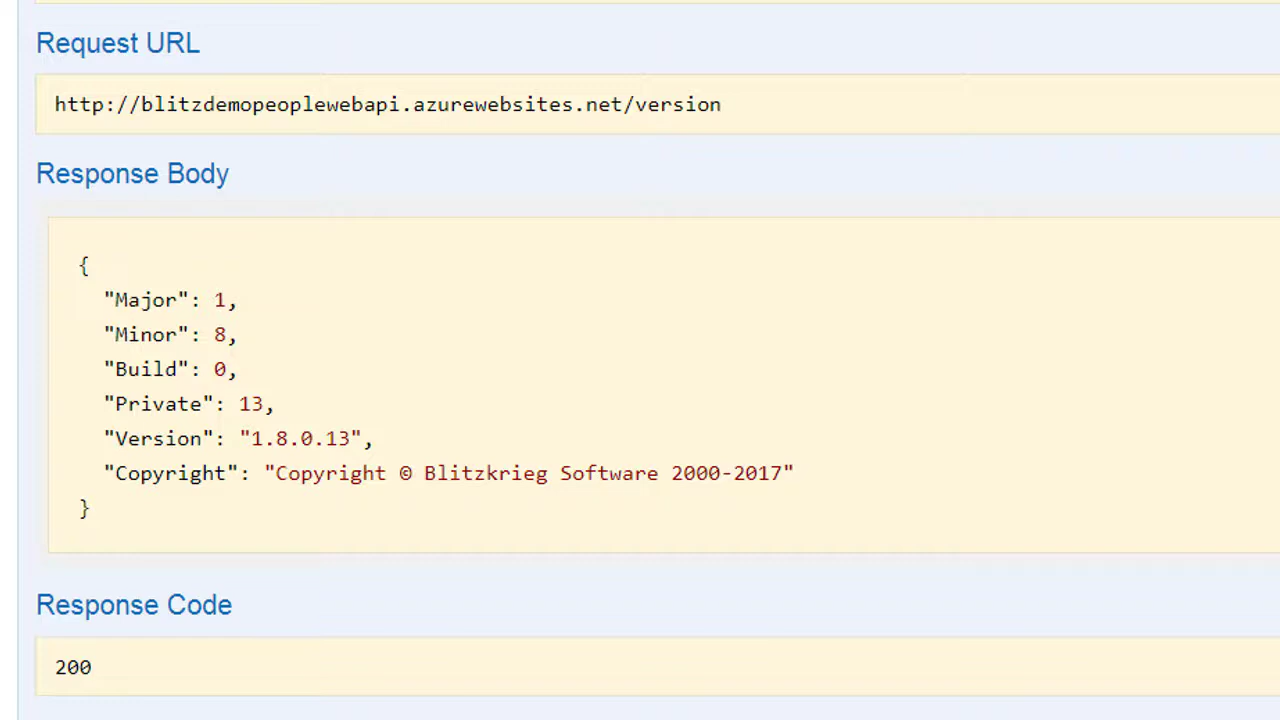 Request URL
http://blitzdemopeoplewebapi.azurewebsites.net/version
Response Body
{
"Major": 1,
"Minor": 8,
"Build": 0,
"Private": 13,
"Version": "1.8.0.13",
"Copyright": "Copyright © Blitzkrieg Software 2000-2017"
}
Response Code
200